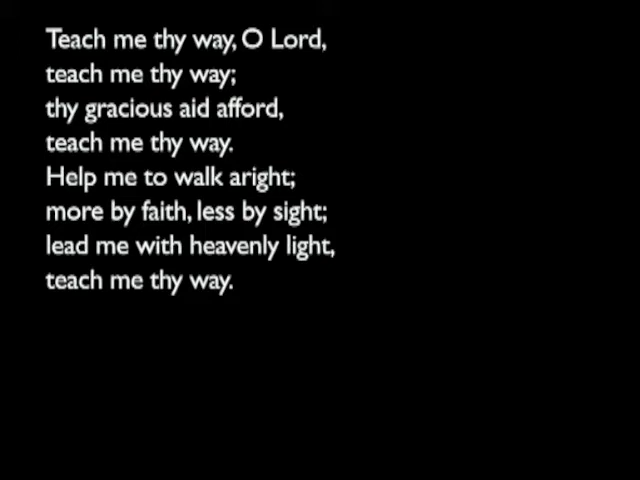 Teach me thy way, O Lord,
teach me thy way;
thy gracious aid afford,
teach me thy way.
Help me to walk aright;
more by faith, less by sight;
lead me with heavenly light,
teach me thy way.